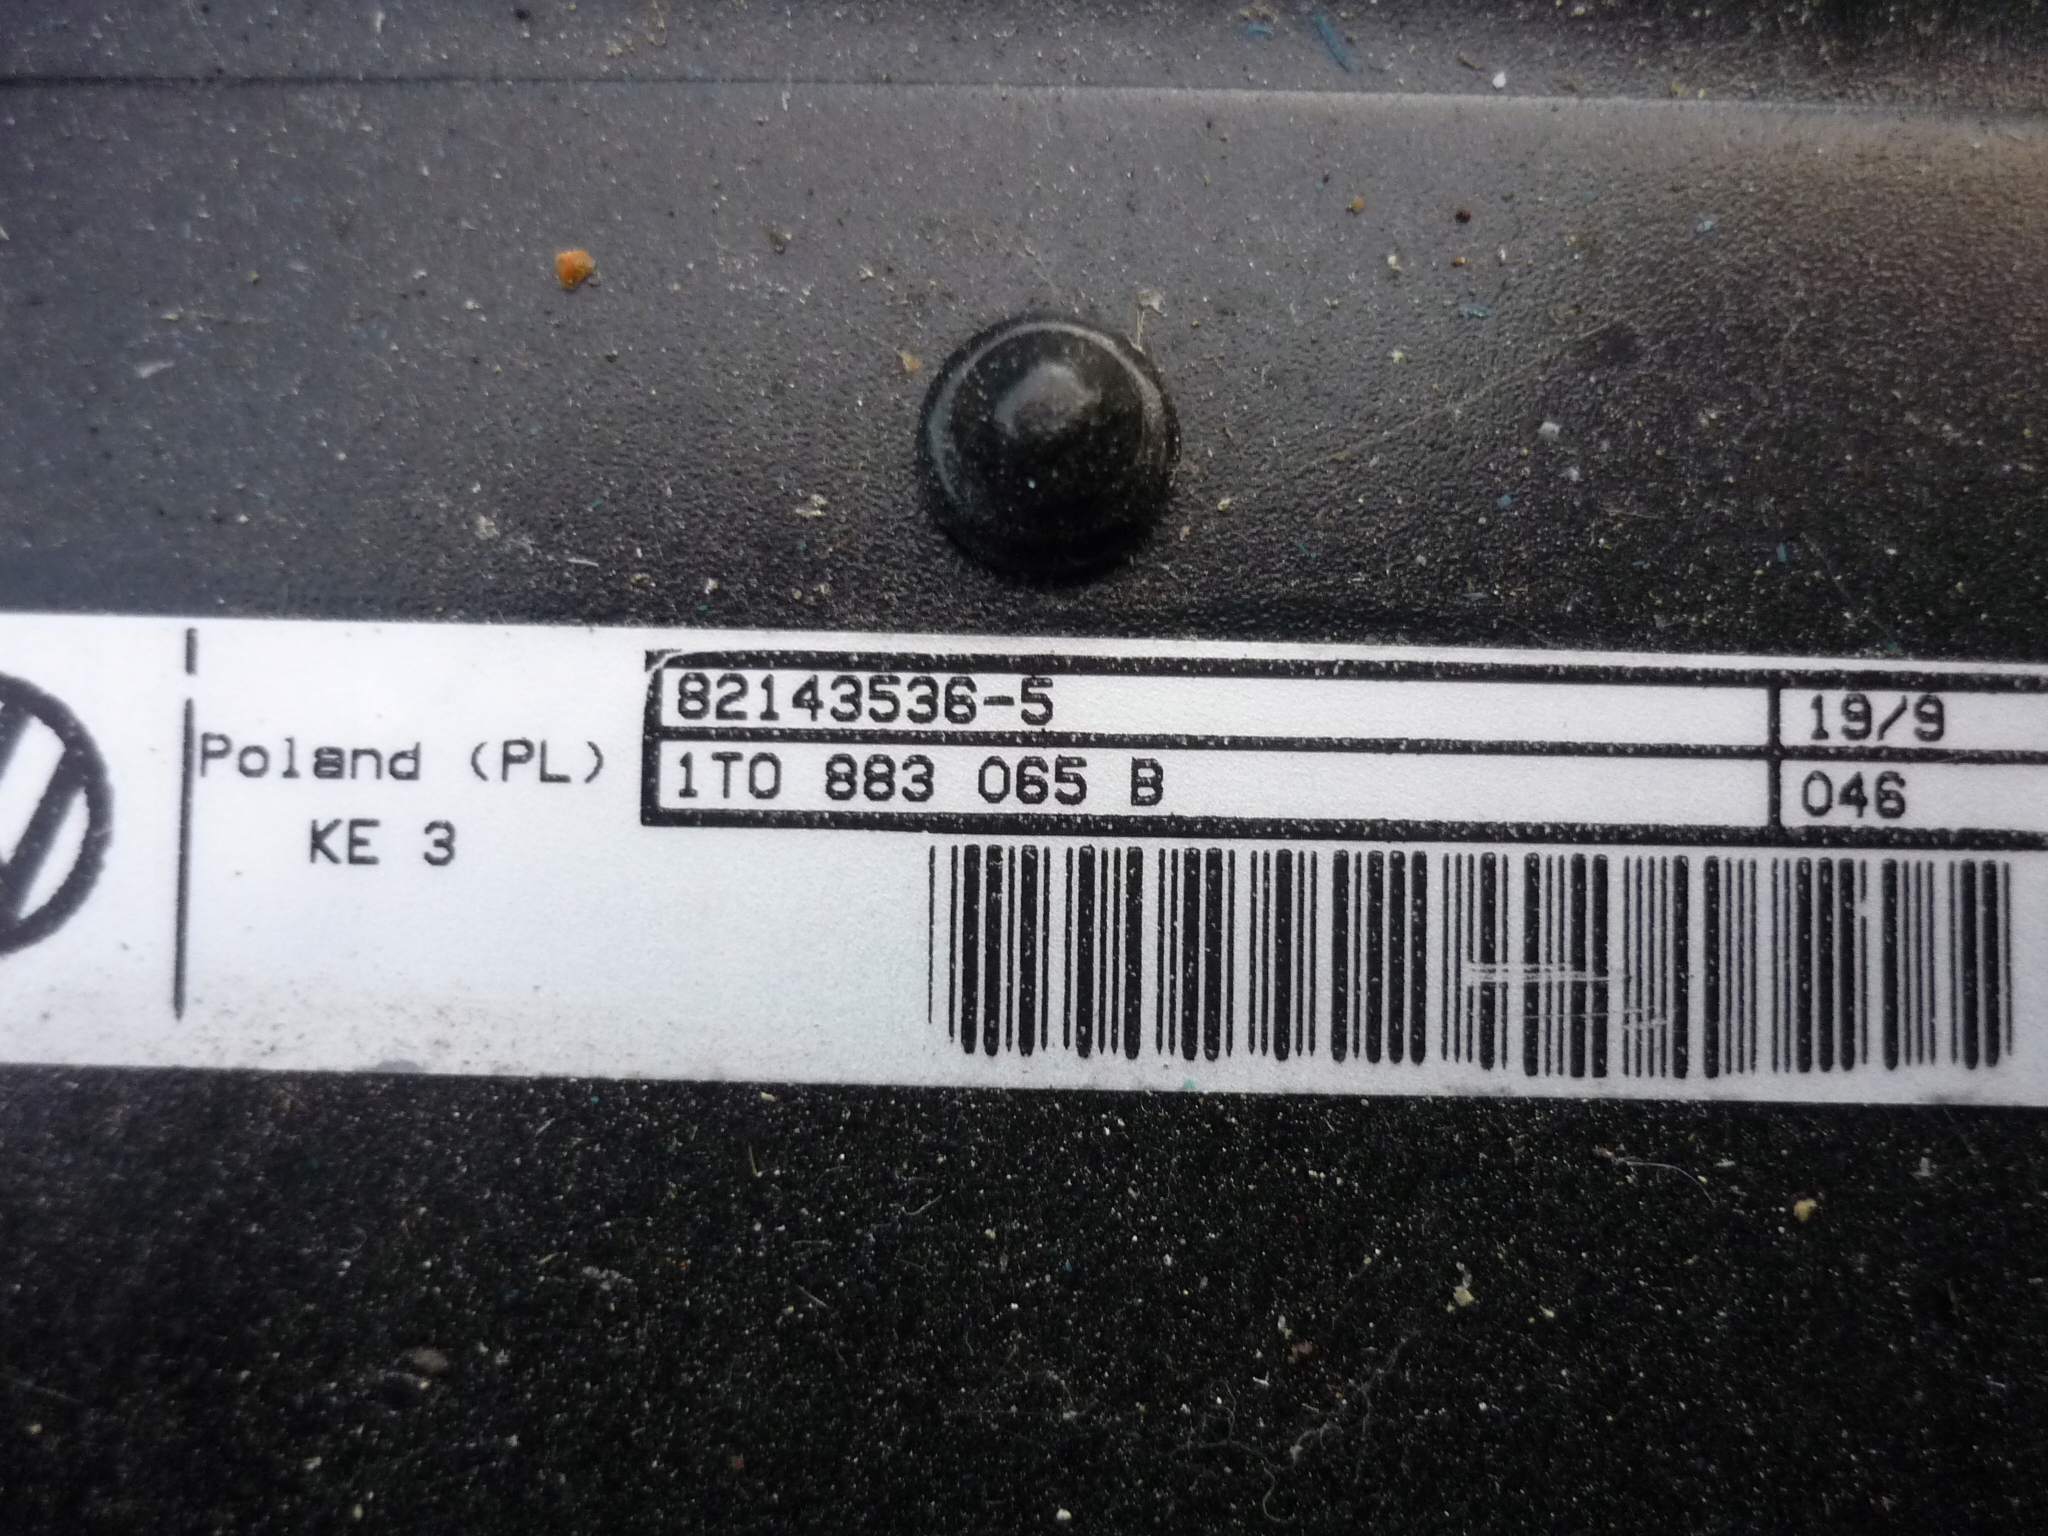 Poland (PL)
KE 3
82143536-5
19/9
1T0 883 065 B
046